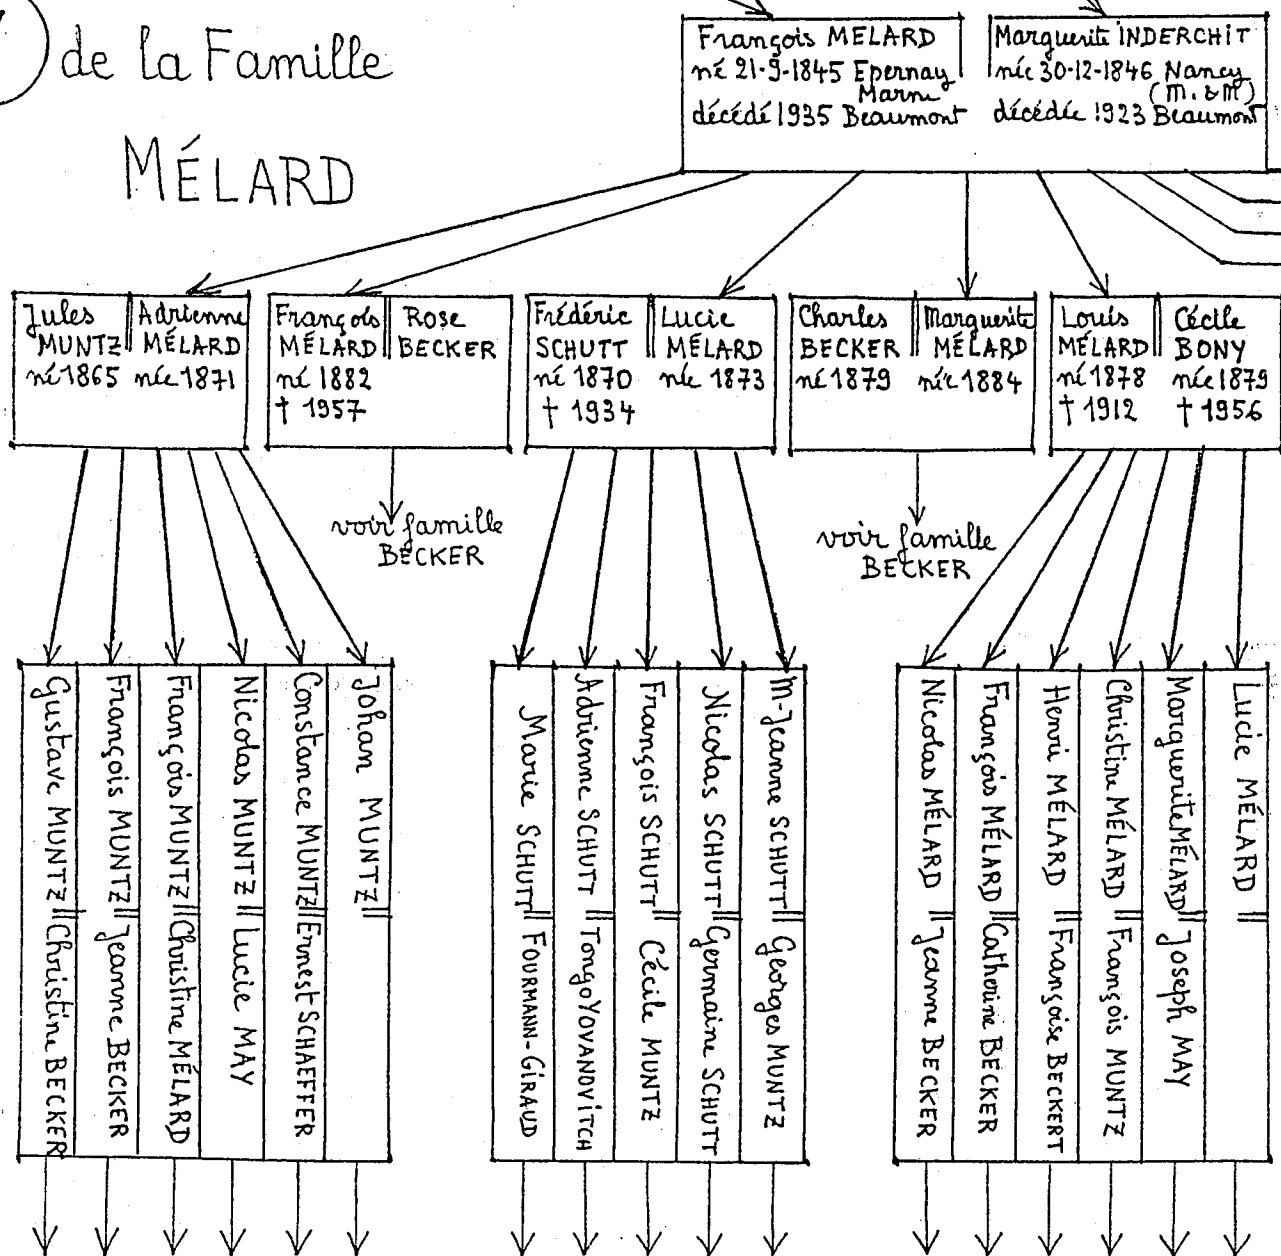 de la Famille
MÉLARD
François MELARD
né 21-9-1845 Epernay
Marne
décédé 1935 Beaumont
Marguerite INDERCHIT
née 30-12-1846 Nancy
(M. & M)
décédée 1923 Beaumont
Jules
MUNTZ
né 1865
Adrienne
MÉLARD
née 1871
François
MÉLARD
né 1882
† 1957
Rose
BECKER
Frédéric
SCHUTT
né 1870
† 1934
Lucie
MÉLARD
née 1873
Charles
BECKER
né 1879
Marguerite
MÉLARD
née 1884
Louis
MÉLARD
né 1878
† 1912
Cécile
BONY
née 1879
† 1956
voir famille
BECKER
voir famille
BECKER
Gustave MUNTZ || Christine BECKER
François MUNTZ || Jeanne BECKER
François MUNTZ || Christine MÉLARD
Nicolas MUNTZ || Lucie MAY
Constance MUNTZ || Ernest SCHAEFFER
Johan MUNTZ ||
Marie SCHUTT || FOURMANN-GIRAUD
Adrienne SCHUTT || Tongo YOVANOVITCH
François SCHUTT || Cécile MUNTZ
Nicolas SCHUTT || Germaine SCHUTT
M-Jeanne SCHUTT || Georges MUNTZ
Nicolas MÉLARD || Jeanne BECKER
François MÉLARD || Catherine BECKER
Henri MÉLARD || Françoise BECKERT
Christine MÉLARD || François MUNTZ
Marguerite MÉLARD || Joseph MAY
Lucie MÉLARD ||